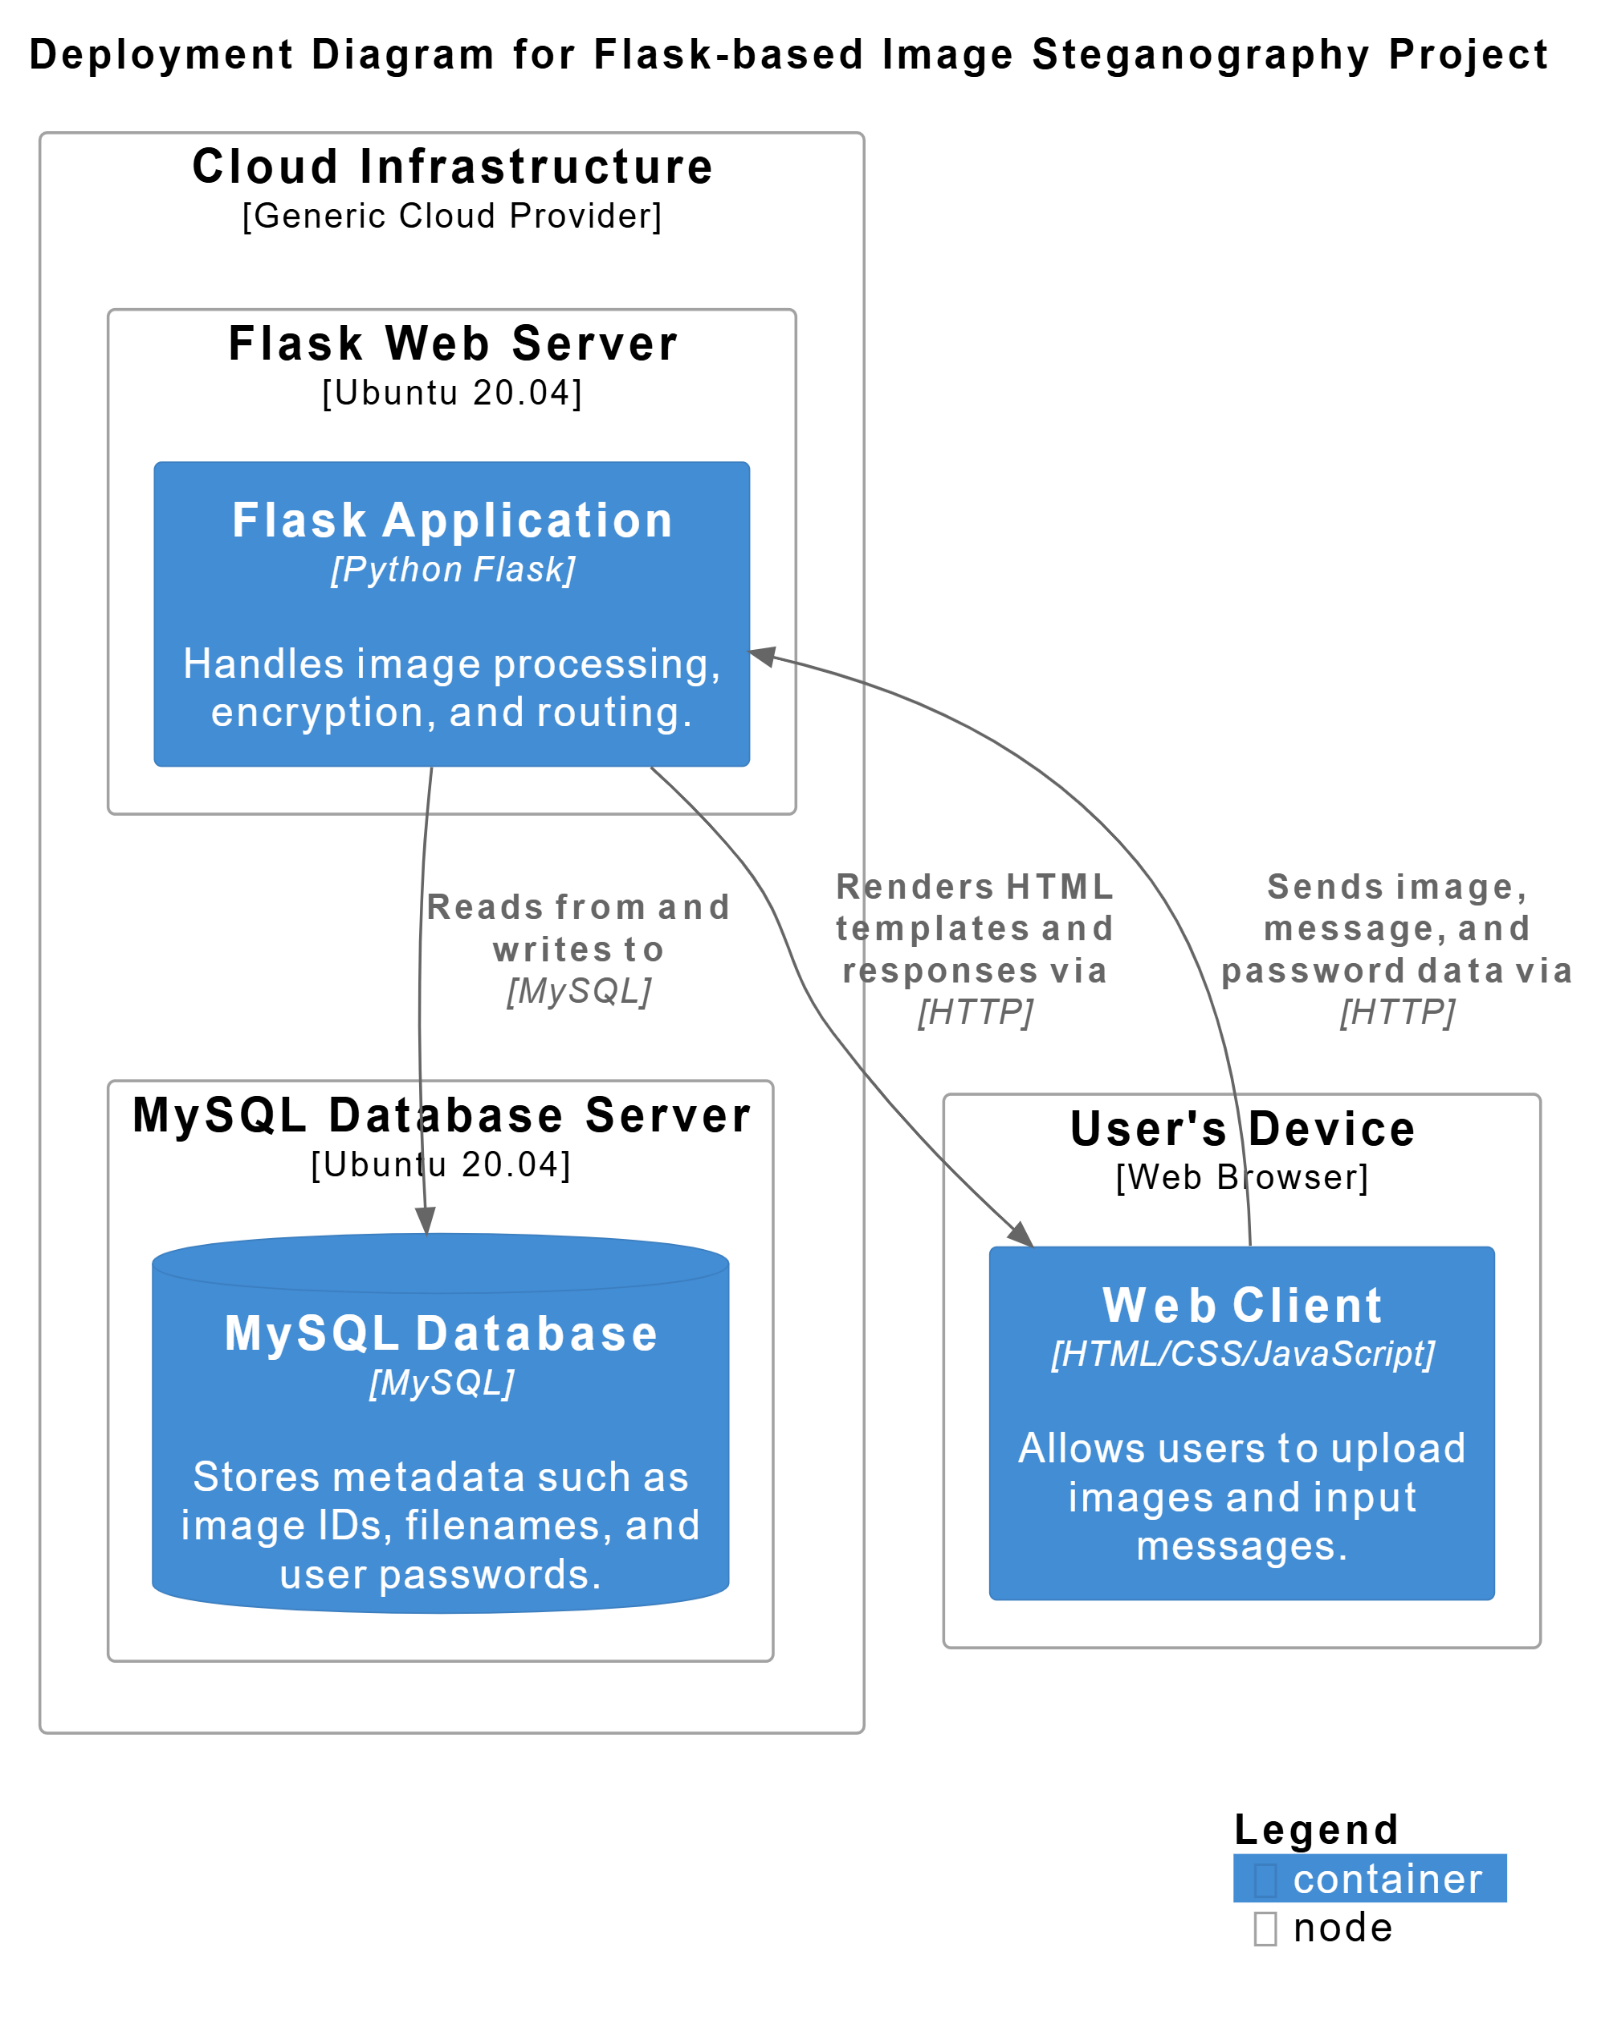 Deployment Diagram for Flask-based Image Steganography Project
Cloud Infrastructure
[Generic Cloud Provider]
Flask Web Server
[Ubuntu 20.04]
Flask Application
[Python Flask]
Handles image processing,
encryption, and routing.
Reads from and
writes to
[MySQL]
Renders HTML
templates and
responses via
[HTTP]
Sends image,
message, and
password data via
[HTTP]
MySQL Database Server
[Ubuntu 20.04]
MySQL Database
[MySQL]
Stores metadata such as
image IDs, filenames, and
user passwords.
User's Device
[Web Browser]
Web Client
[HTML/CSS/JavaScript]
Allows users to upload
images and input
messages.
Legend
container
node